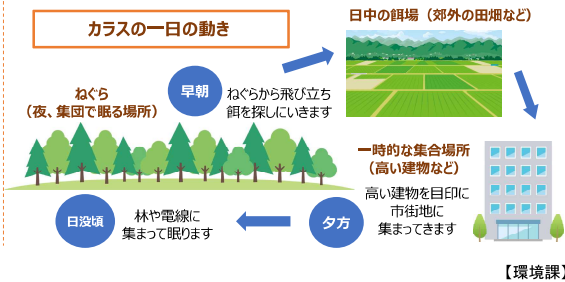 カラスの一日の動き
日中の餌場（郊外の田畑など）
ねぐら
（夜、集団で眠る場所）
早朝
ねぐらから飛び立ち
餌を探しにいきます
一時的な集合場所
（高い建物など）
高い建物を目印に
市街地に
集まってきます
夕方
林や電線に
集まって眠ります
日没頃
【環境課】